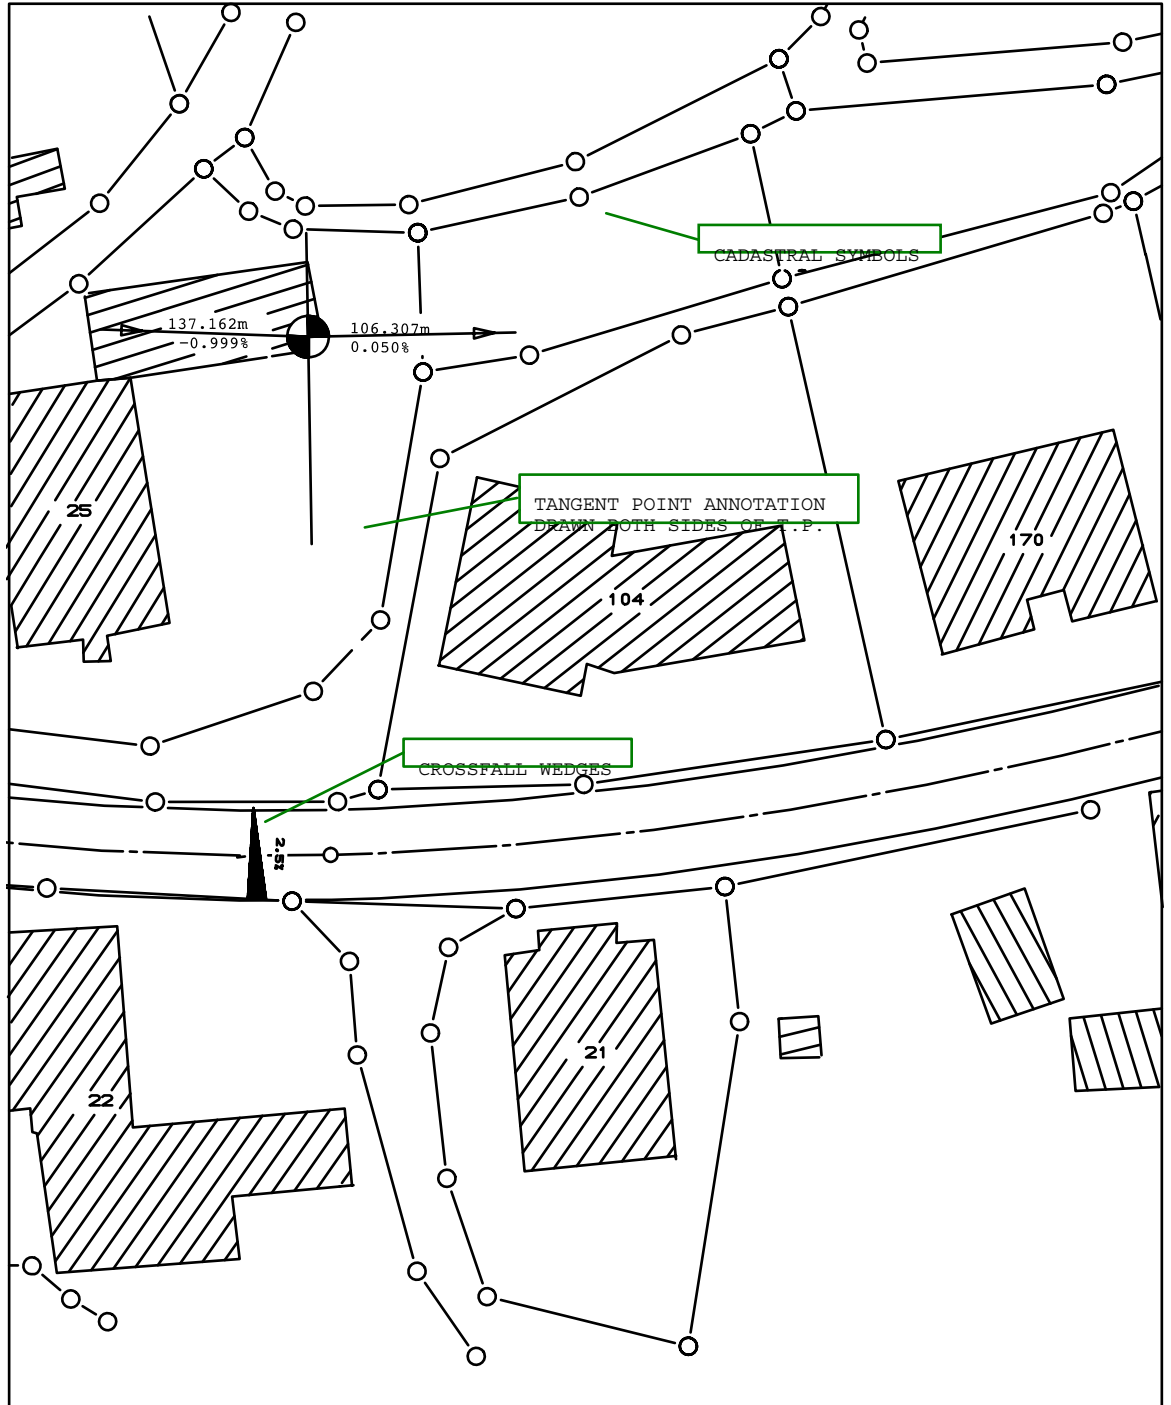 CADASTRAL SYMBOLS
137.162m
-0.999%
106.307m
0.050%
TANGENT POINT ANNOTATION
DRAWN BOTH SIDES OF T.P.
25
170
104
CROSSFALL WEDGES
2.5%
21
22